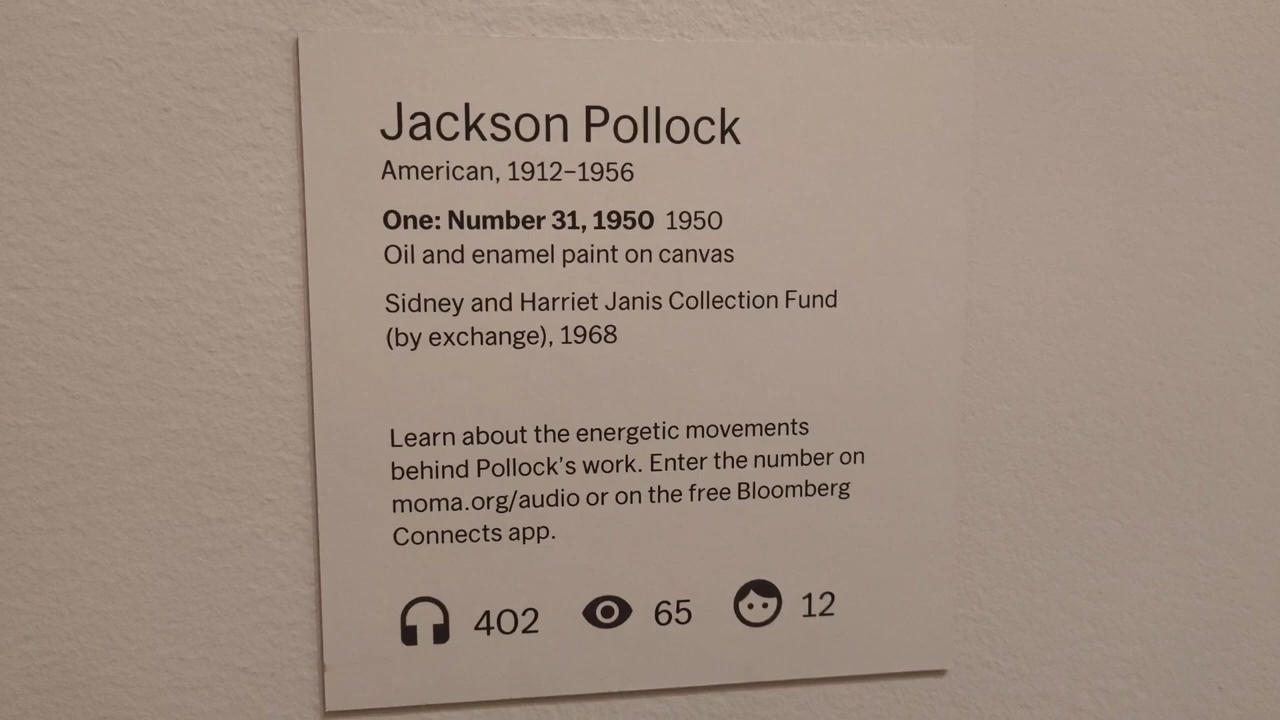 Jackson Pollock
American, 1912–1956
One: Number 31, 1950 1950
Oil and enamel paint on canvas
Sidney and Harriet Janis Collection Fund
(by exchange), 1968
Learn about the energetic movements
behind Pollock's work. Enter the number on
moma.org/audio or on the free Bloomberg
Connects app.
402 65 12